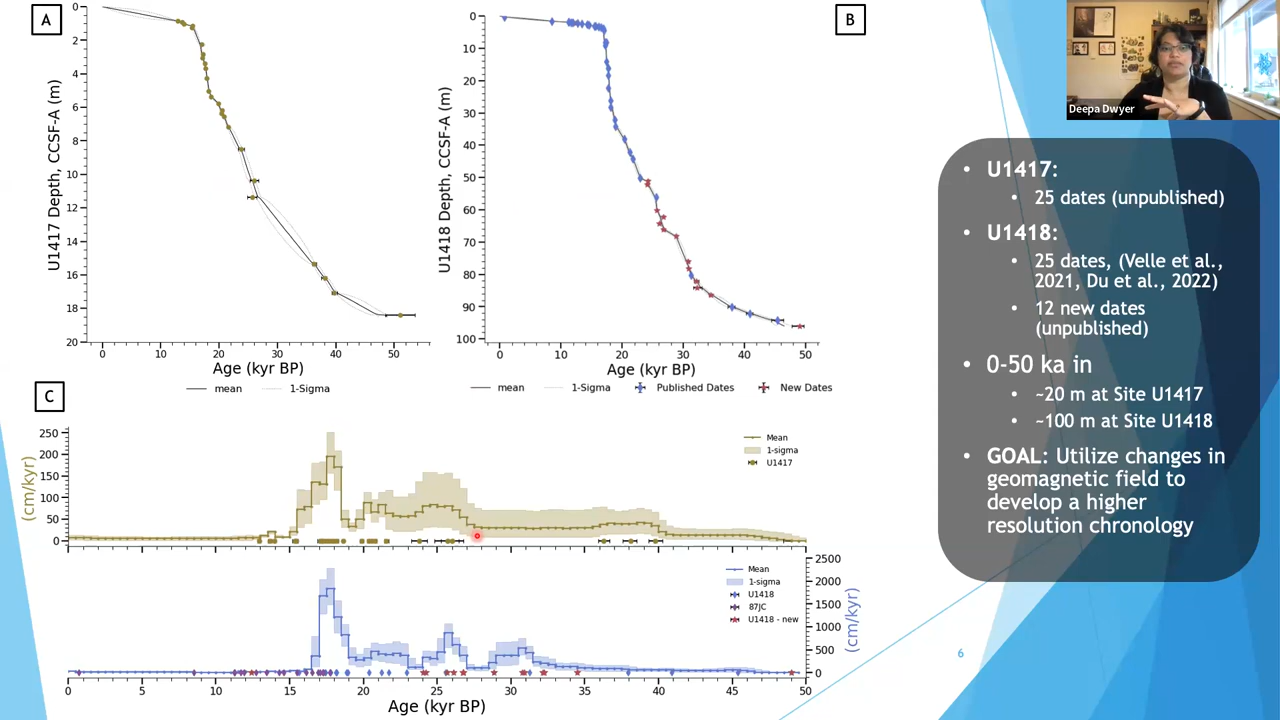 A
B
Deepa Dwyer
U1417 Depth, CCSF-A (m)
0
2
4
6
8
10
12
14
16
18
20
0 10 20 30 40 50
Age (kyr BP)
mean 1-Sigma
U1418 Depth, CCSF-A (m)
0
10
20
30
40
50
60
70
80
90
100
0 10 20 30 40 50
Age (kyr BP)
mean 1-Sigma Published Dates New Dates
C
(cm/kyr)
250
200
150
100
50
0
Mean
1-sigma
U1417
2500
2000
1500
1000
500
0
(cm/kyr)
Mean
1-sigma
U1418
87JC
U1418 - new
0 5 10 15 20 25 30 35 40 45 50
Age (kyr BP)
• U1417:
• 25 dates (unpublished)
• U1418:
• 25 dates, (Velle et al.,
2021, Du et al., 2022)
• 12 new dates
(unpublished)
• 0-50 ka in
• ~20 m at Site U1417
• ~100 m at Site U1418
• GOAL: Utilize changes in
geomagnetic field to
develop a higher
resolution chronology
6